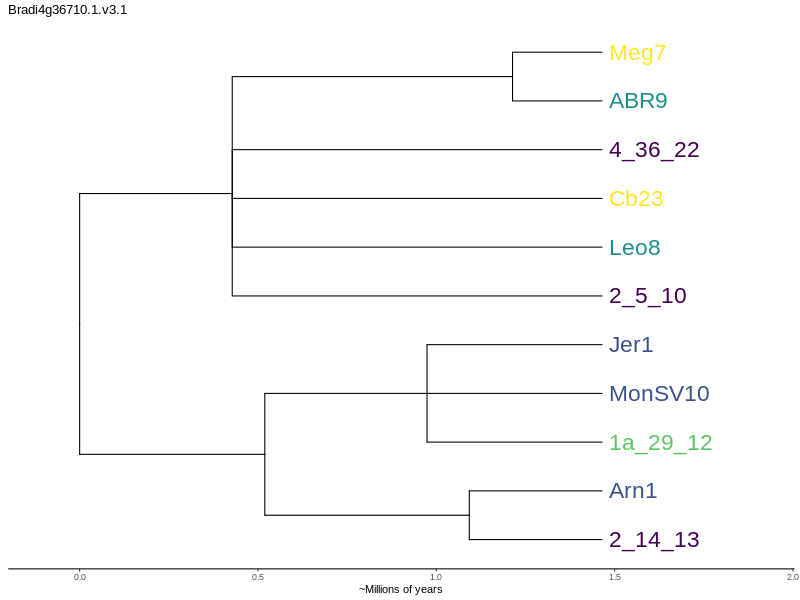 Bradi4g36710.1.v3.1
Meg7
ABR9
4_36_22
Cb23
Leo8
2_5_10
Jer1
MonSV10
1a_29_12
Arn1
2_14_13
0.0 0.5 1.0 1.5 2.0
~Millions of years